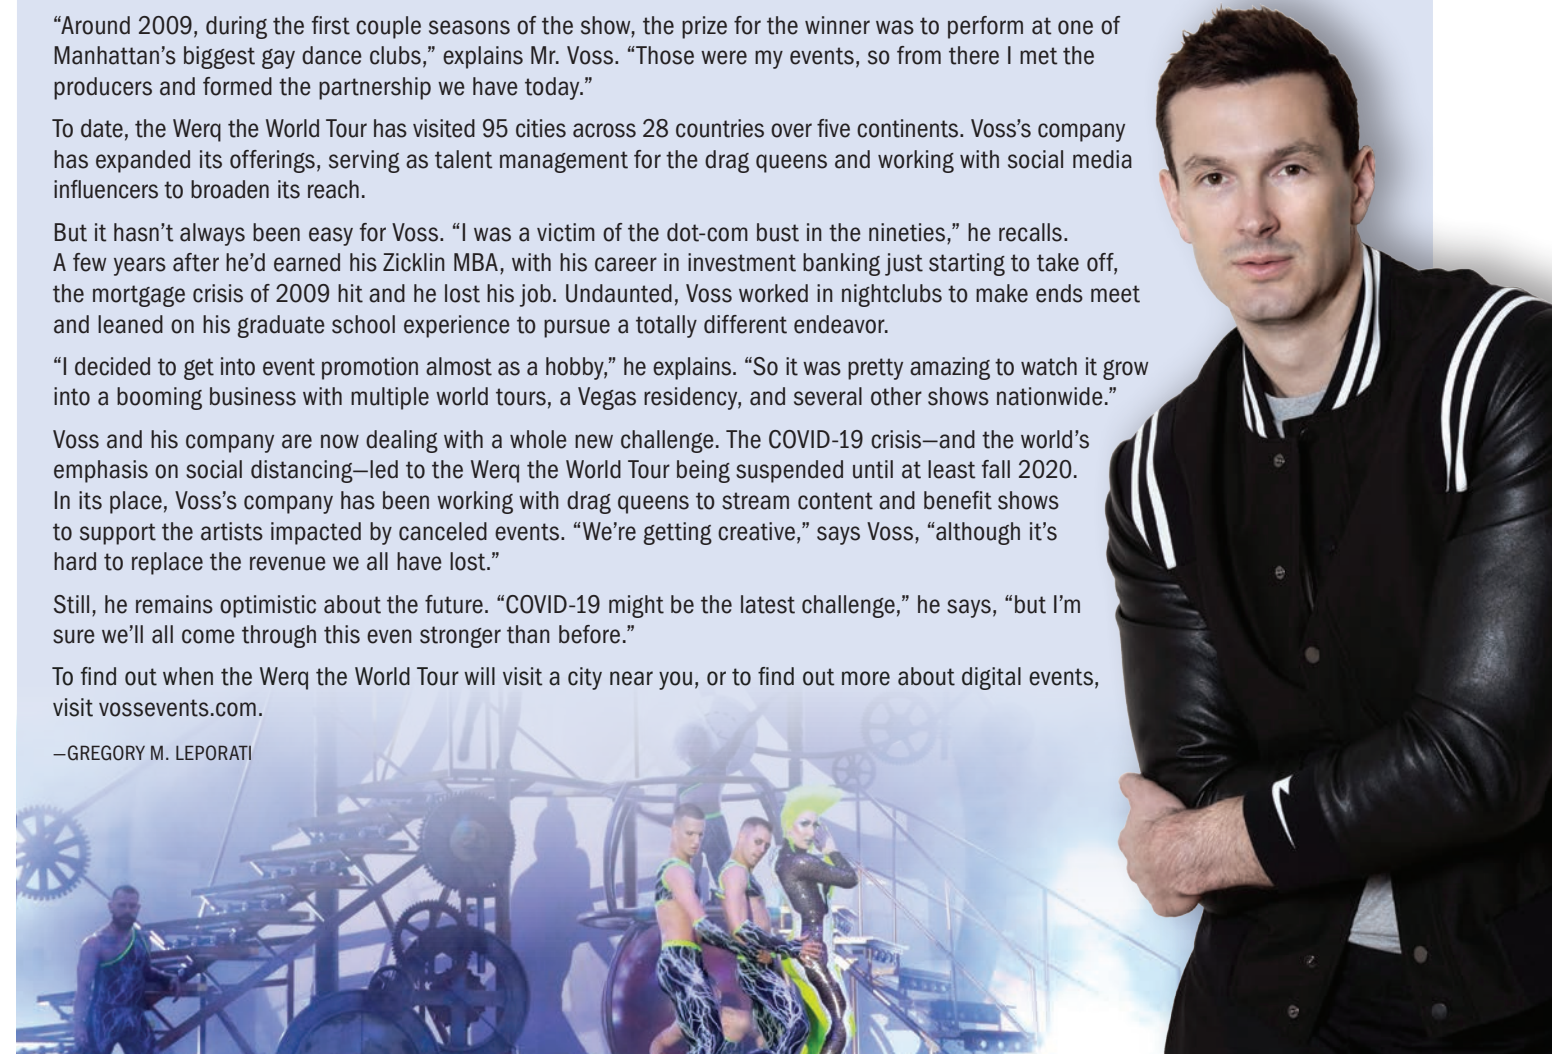 “Around 2009, during the first couple seasons of the show, the prize for the winner was to perform at one of
Manhattan’s biggest gay dance clubs,” explains Mr. Voss. “Those were my events, so from there I met the
producers and formed the partnership we have today.”
To date, the Werq the World Tour has visited 95 cities across 28 countries over five continents. Voss’s company
has expanded its offerings, serving as talent management for the drag queens and working with social media
influencers to broaden its reach.
But it hasn’t always been easy for Voss. “I was a victim of the dot-com bust in the nineties,” he recalls.
A few years after he’d earned his Zicklin MBA, with his career in investment banking just starting to take off,
the mortgage crisis of 2009 hit and he lost his job. Undaunted, Voss worked in nightclubs to make ends meet
and leaned on his graduate school experience to pursue a totally different endeavor.
“I decided to get into event promotion almost as a hobby,” he explains. “So it was pretty amazing to watch it grow
into a booming business with multiple world tours, a Vegas residency, and several other shows nationwide.”
Voss and his company are now dealing with a whole new challenge. The COVID-19 crisis—and the world’s
emphasis on social distancing—led to the Werq the World Tour being suspended until at least fall 2020.
In its place, Voss’s company has been working with drag queens to stream content and benefit shows
to support the artists impacted by canceled events. “We’re getting creative,” says Voss, “although it’s
hard to replace the revenue we all have lost.”
Still, he remains optimistic about the future. “COVID-19 might be the latest challenge,” he says, “but I’m
sure we’ll all come through this even stronger than before.”
To find out when the Werq the World Tour will visit a city near you, or to find out more about digital events,
visit vossevents.com.
—GREGORY M. LEPORATI